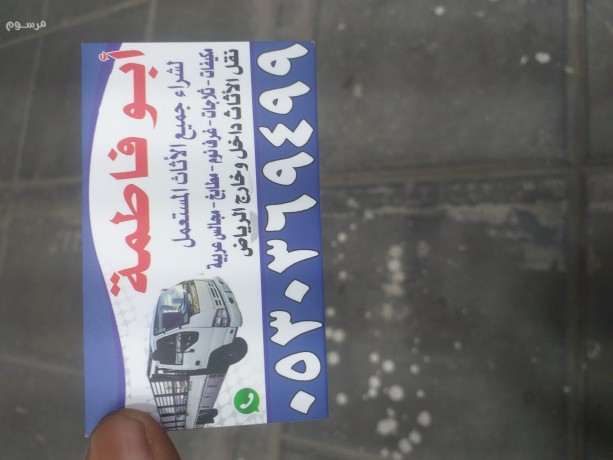 مرسوم
أبو فاطمة
لشراء جميع الأثاث المستعمل
مكيفات - ثلاجات - غرف نوم - مطابخ - مجالس عربية
نقل الأثاث داخل وخارج الرياض
٠٥٣٠٣٦٩٤٩٩